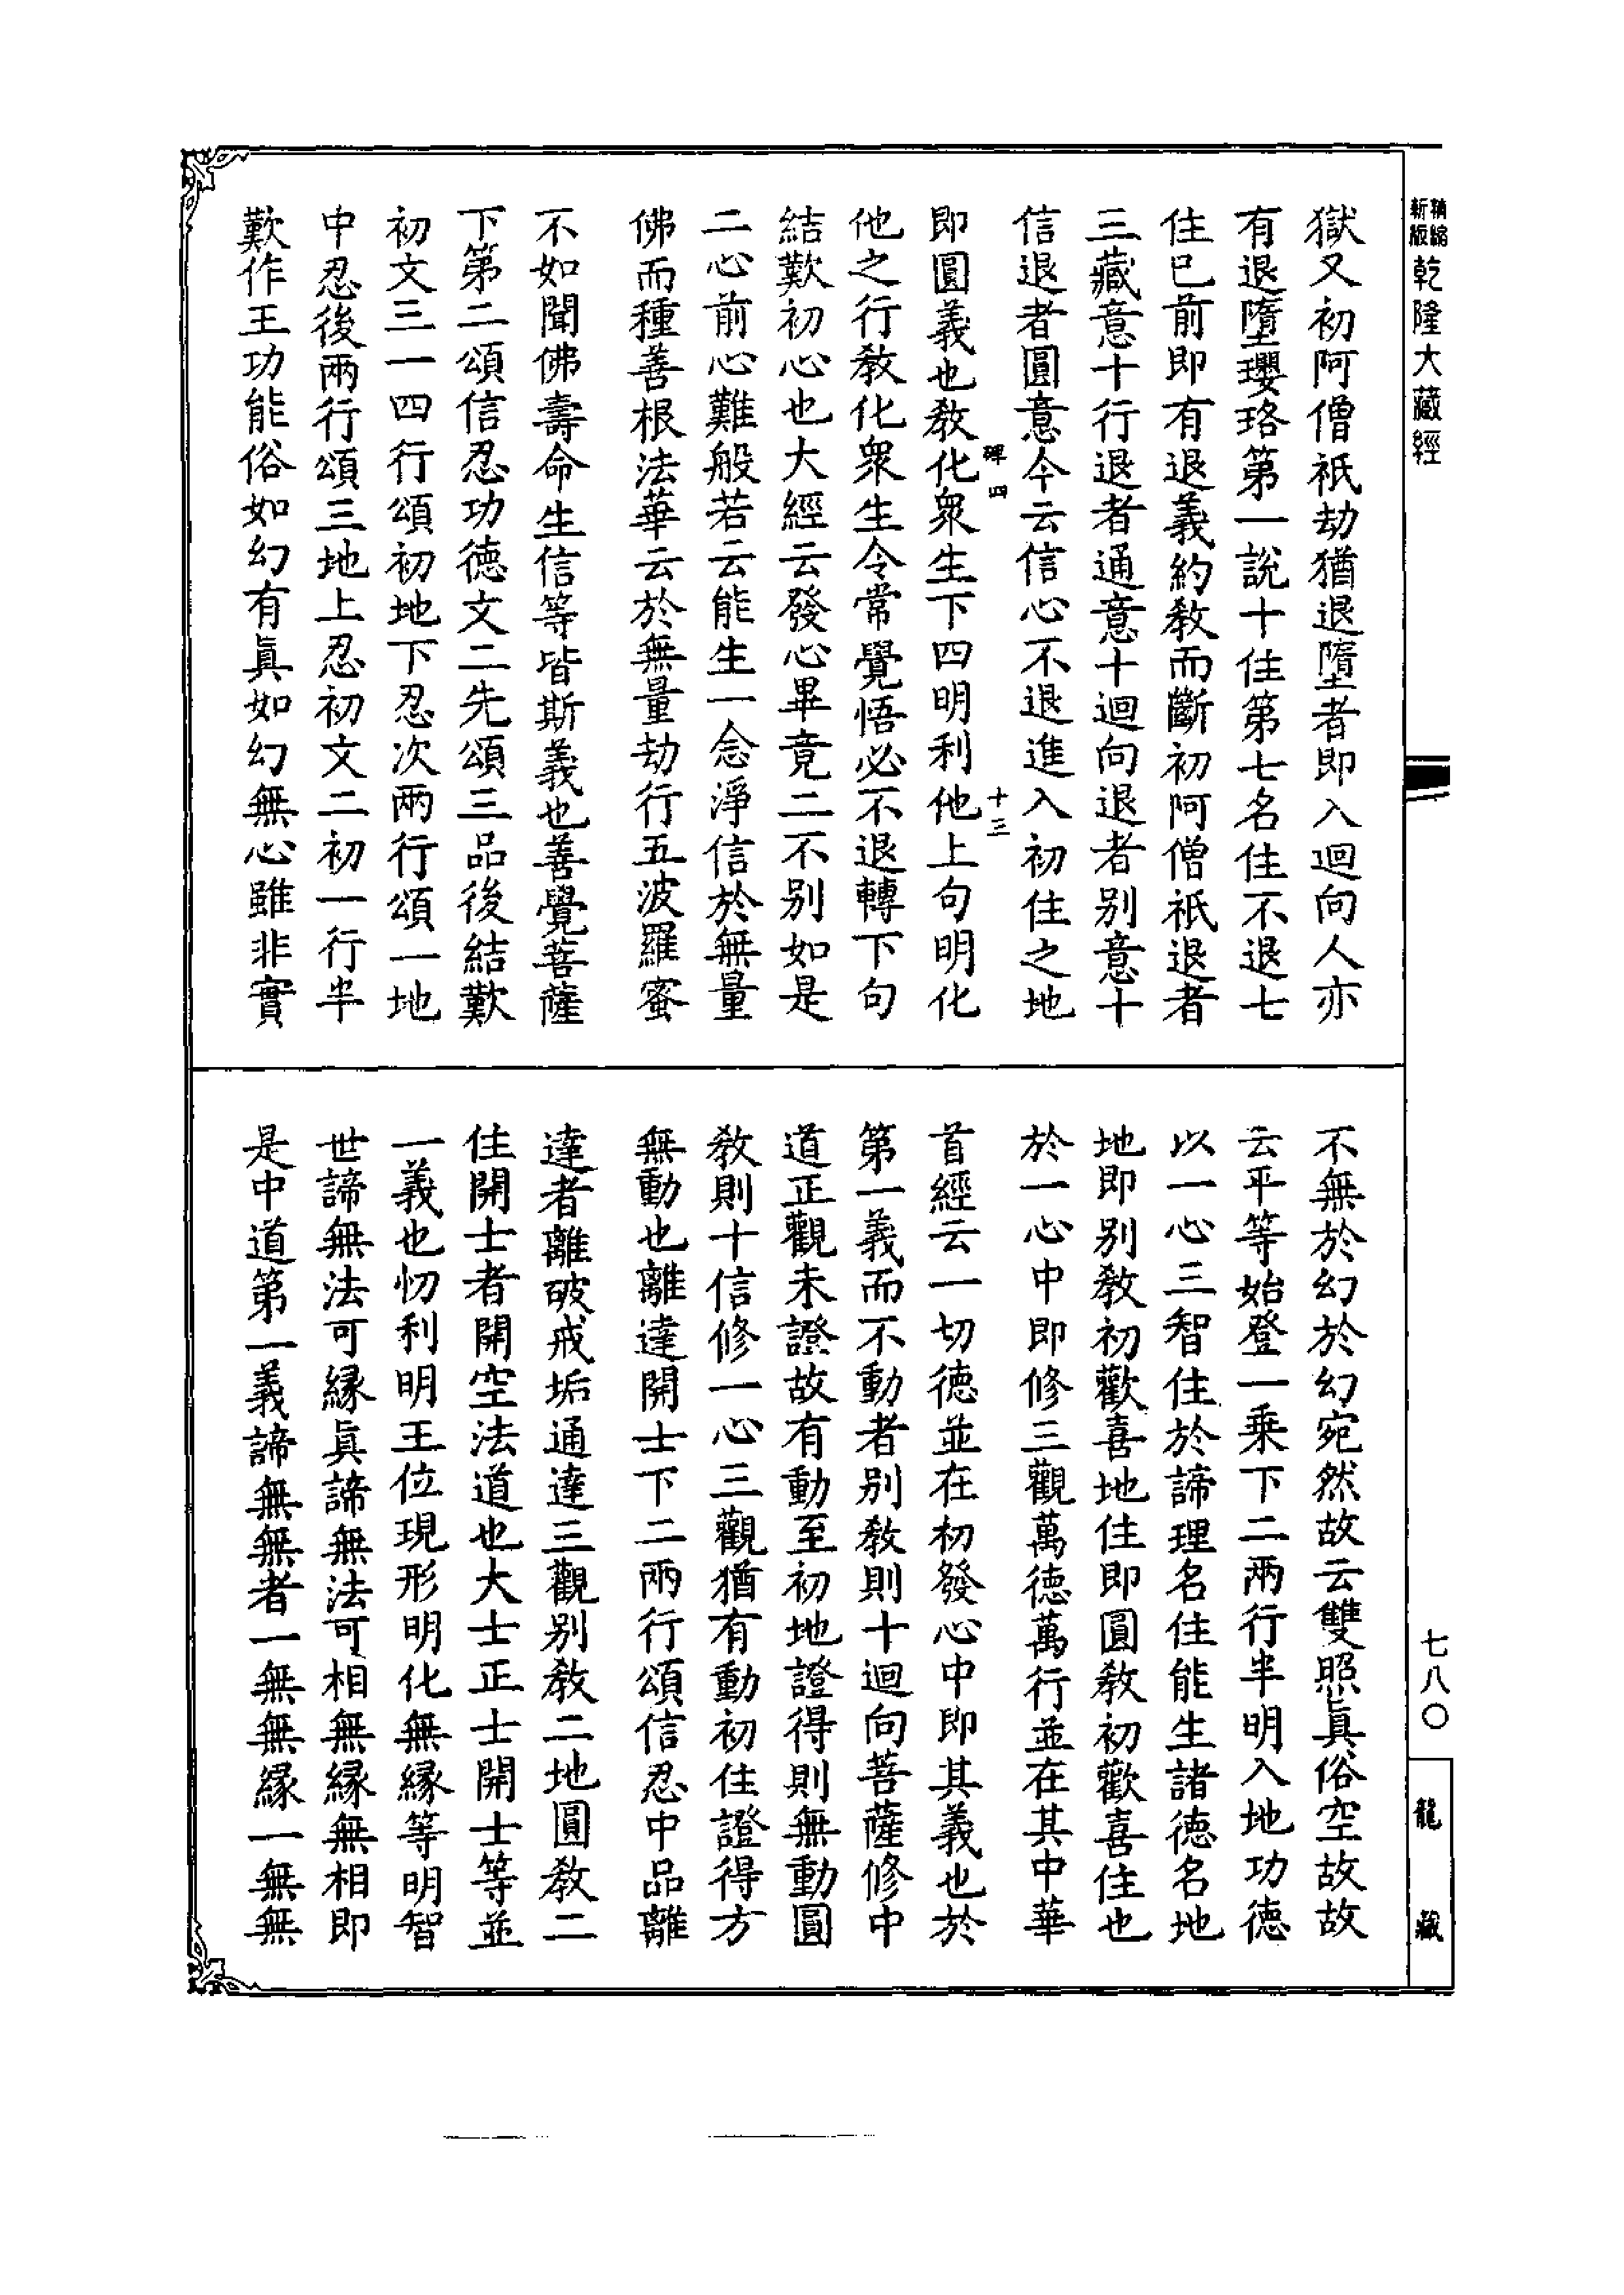 新版精縮
乾隆大藏經
獄又初阿僧祇劫猶退墮者即入迴向人亦
有退墮瓔珞第一說十住第七名住不退七
住已前即有退義約教而斷初阿僧祇退者
三藏意十行退者通意十迴向退者別意十
信退者圓意今云信心不退進入初住之地
碑四 十三
即圓義也教化衆生下四明利他上句明化
他之行教化衆生令常覺悟必不退轉下句
結歎初心也大經云發心畢竟二不別如是
二心前心難般若云能生一念淨信於無量
佛而種善根法華云於無量劫行五波羅蜜
不如聞佛壽命生信等皆斯義也善覺菩薩
下第二頌信忍功德文二先頌三品後結歎
初文三一四行頌初地下忍次兩行頌一地
中忍後兩行頌三地上忍初文二初一行半
歎作王功能俗如幻有眞如幻無心雖非實
不無於幻於幻宛然故云雙照眞俗空故故
云平等始登一乘下二兩行半明入地功德
以一心三智住於諦理名住能生諸德名地
地即別教初歡喜地住即圓教初歡喜住也
於一心中即修三觀萬德萬行並在其中華
首經云一切德並在初發心中即其義也於
第一義而不動者別教則十迴向菩薩修中
道正觀未證故有動至初地證得則無動圓
教則十信修一心三觀猶有動初住證得方
無動也離達開士下二兩行頌信忍中品離
達者離破戒垢通達三觀別教二地圓教二
住開士者開空法道也大士正士開士等並
一義也忉利明王位現形明化無緣等明智
世諦無法可緣眞諦無法可相無緣無相即
是中道第一義諦無無者一無無緣一無無
七八〇
龍藏